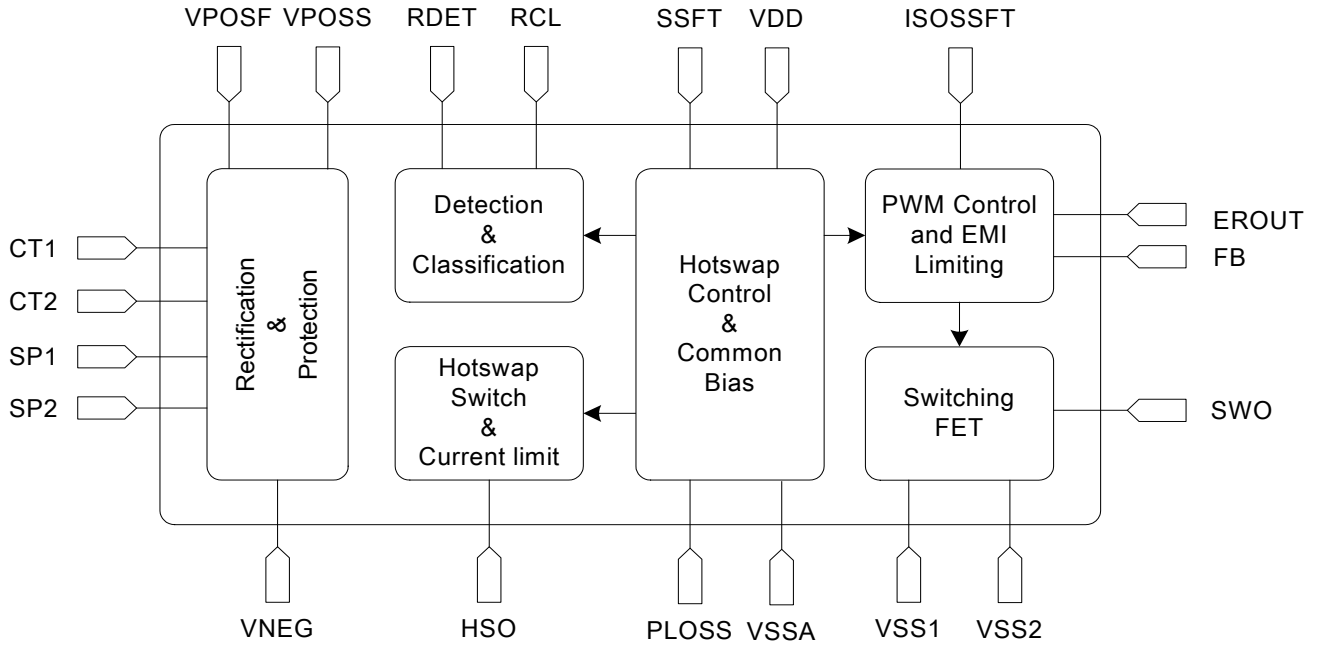 VPOSF
VPOSS
RDET
RCL
SSFT
VDD
ISOSSFT
CT1
CT2
SP1
SP2
Rectification
&
Protection
Detection
&
Classification
Hotswap
Switch
&
Current limit
Hotswap
Control
&
Common
Bias
PWM Control
and EMI
Limiting
Switching
FET
EROUT
FB
SWO
VNEG
HSO
PLOSS
VSSA
VSS1
VSS2